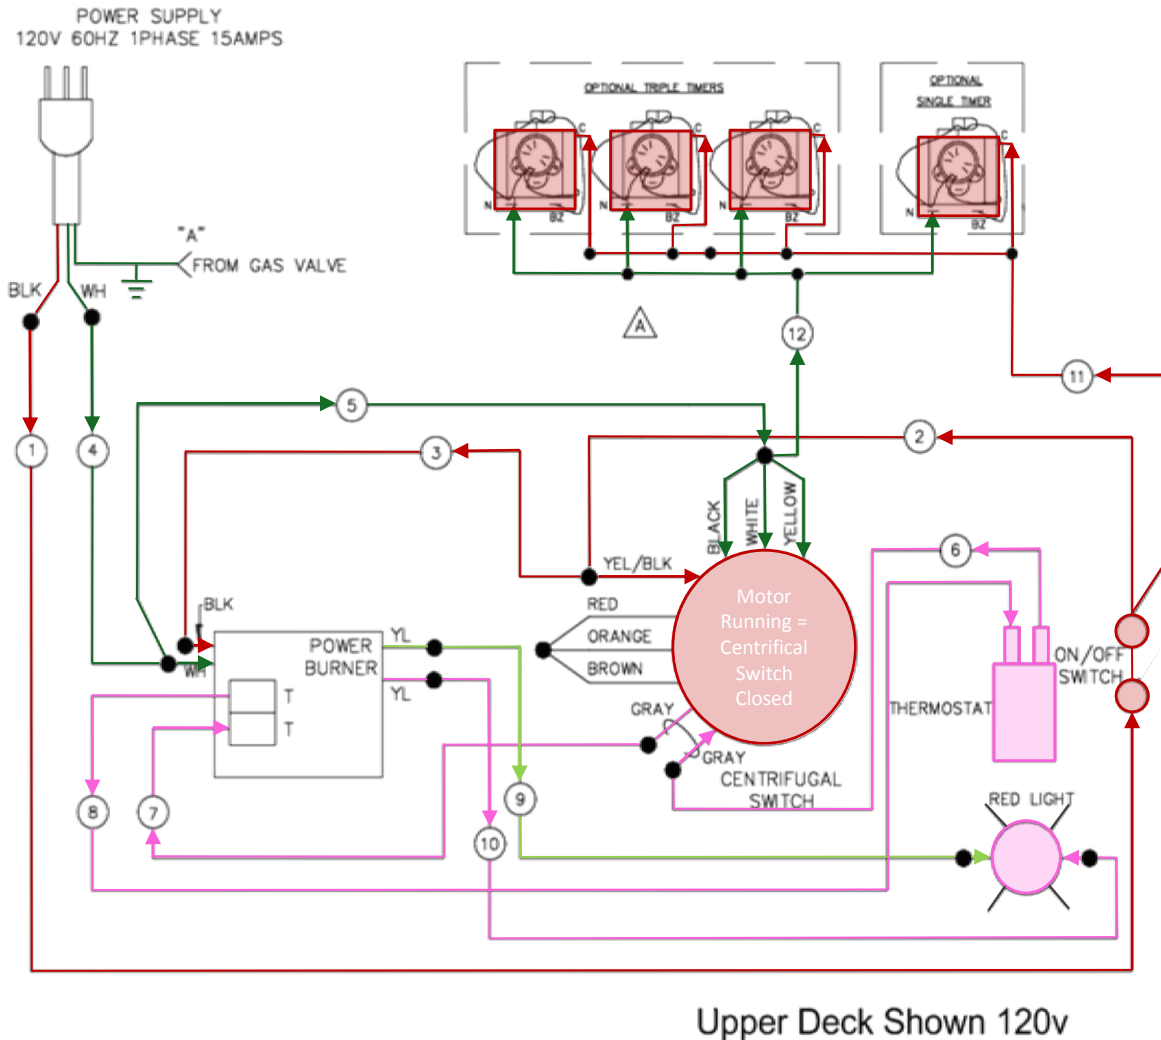 POWER SUPPLY
120V 60HZ 1PHASE 15AMPS
OPTIONAL TRIPLE TIMERS
OPTIONAL
SINGLE TIMER
C
C
C
C
N
BZ
BZ
BZ
N
BZ
"A"
FROM GAS VALVE
BLK
WH
A
12
11
5
2
1
4
3
BLACK
WHITE
YELLOW
6
YEL/BLK
BLK
RED
ORANGE
BROWN
Motor
Running =
Centrifical
Switch
Closed
POWER
BURNER
YL
YL
WH
T
T
ON/OFF
SWITCH
THERMOSTAT
GRAY
GRAY
CENTRIFUGAL
SWITCH
RED LIGHT
8
7
9
10
Upper Deck Shown 120v